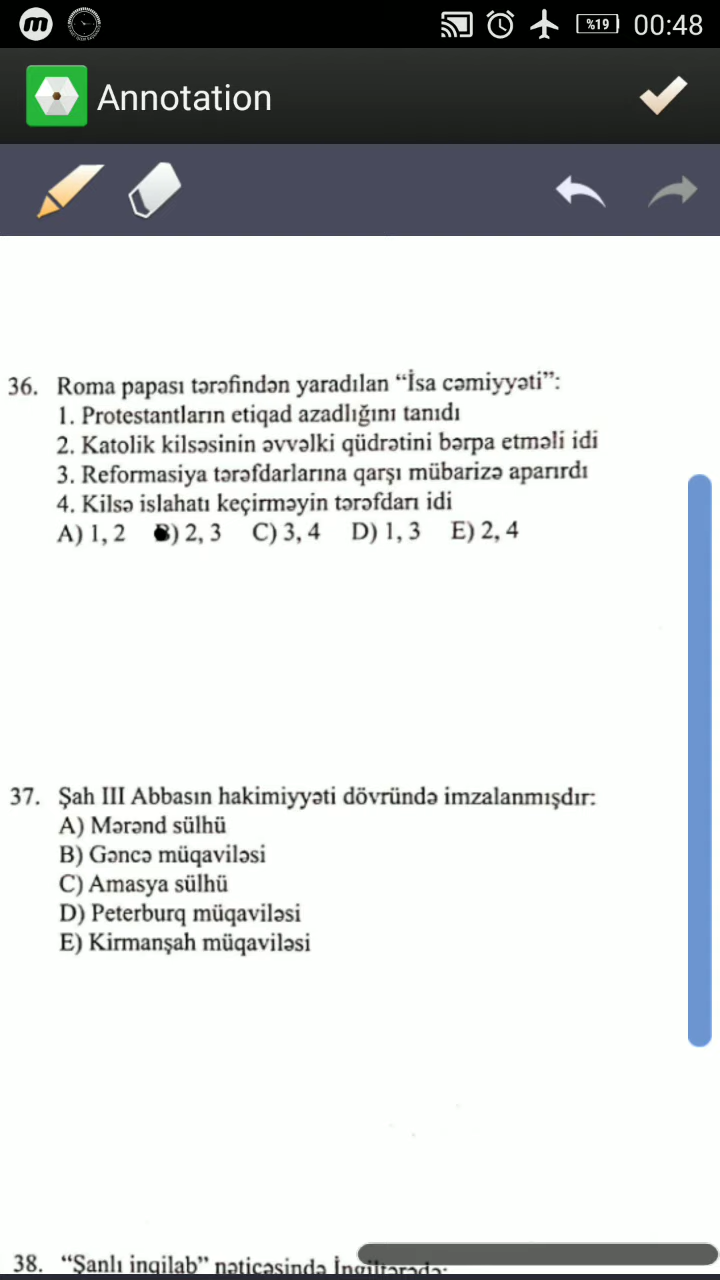 m
%19
00:48
Annotation
36. Roma papası tərəfindən yaradılan “İsa cəmiyyəti”:
1. Protestantların etiqad azadlığını tanıdı
2. Katolik kilsəsinin əvvəlki qüdrətini bərpa etməli idi
3. Reformasiya tərəfdarlarına qarşı mübarizə aparırdı
4. Kilsə islahatı keçirməyin tərəfdarı idi
A) 1, 2 B) 2, 3 C) 3, 4 D) 1, 3 E) 2, 4
37. Şah III Abbasın hakimiyyəti dövründə imzalanmışdır:
A) Mərənd sülhü
B) Gəncə müqaviləsi
C) Amasya sülhü
D) Peterburq müqaviləsi
E) Kirmanşah müqaviləsi
38. “Şanlı inqilab” nəticəsində İngiltərədə: